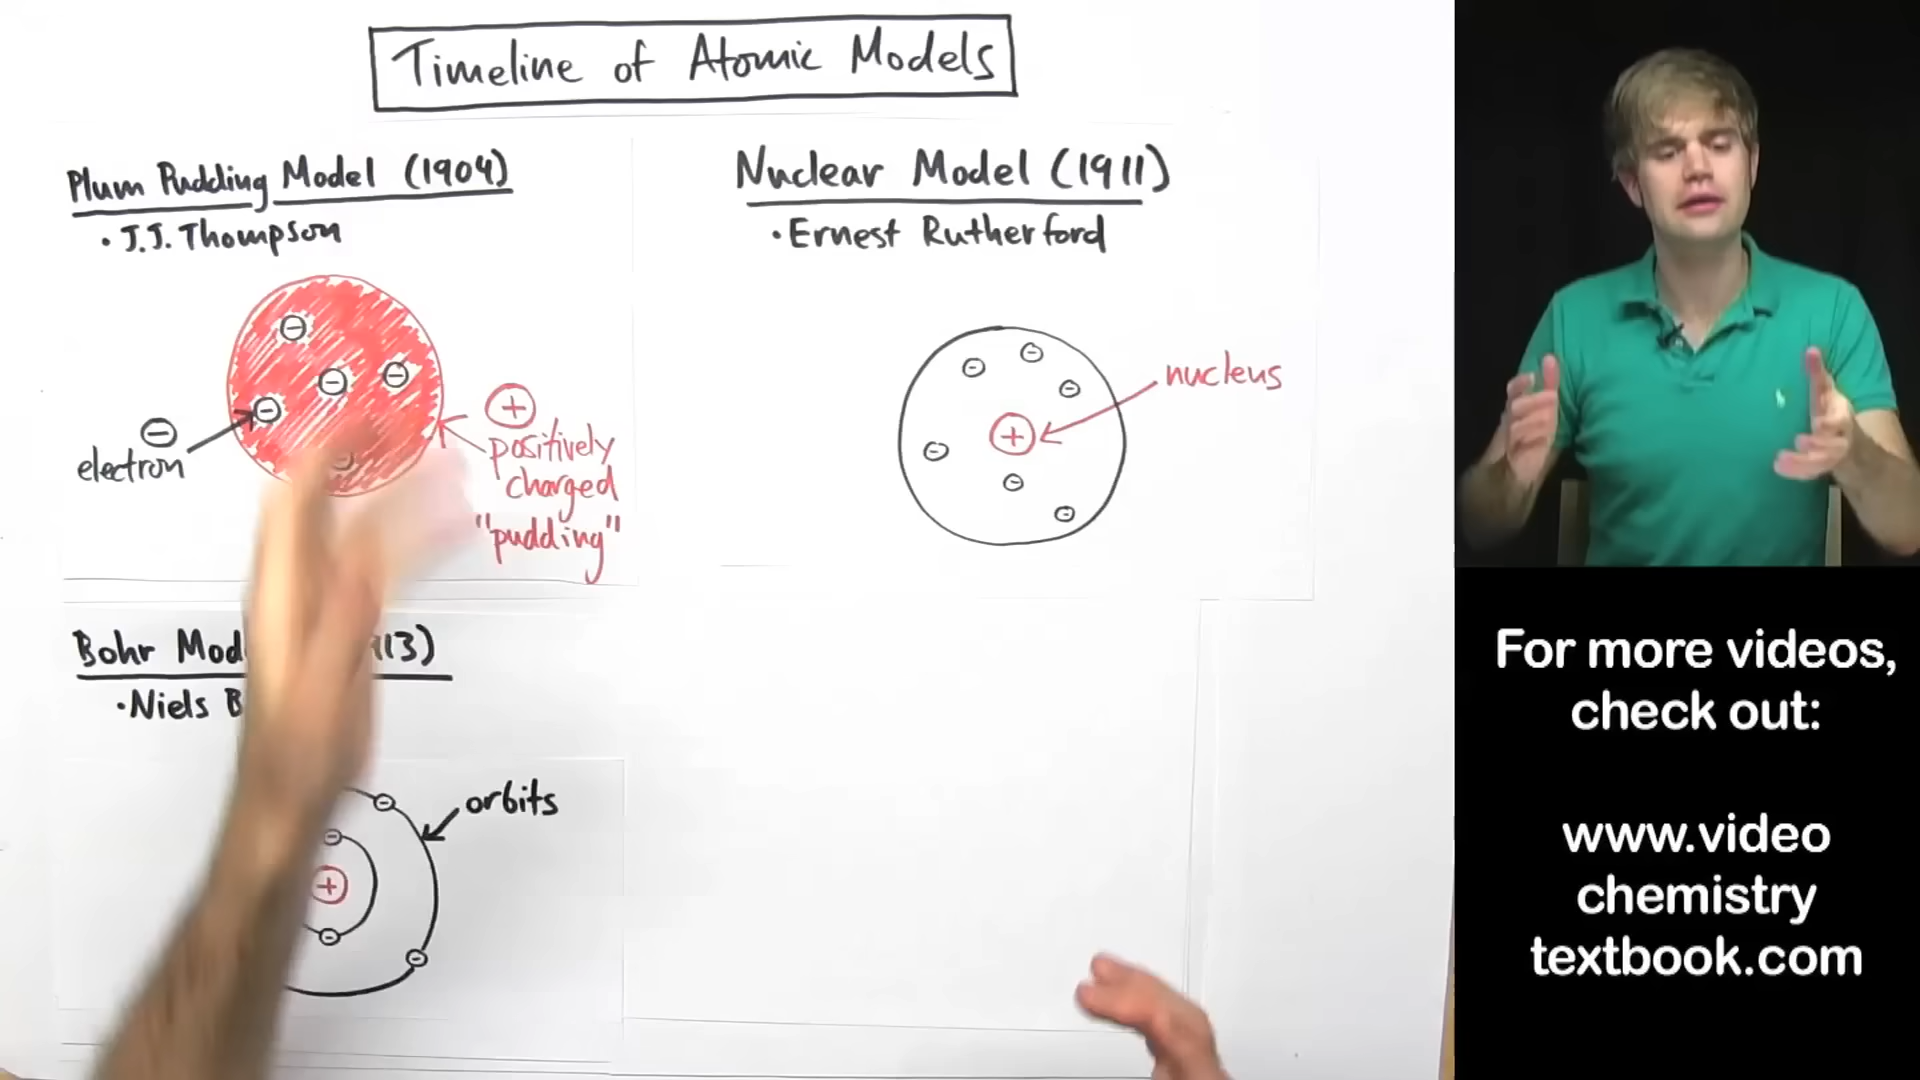 Timeline of Atomic Models
Plum Pudding Model (1904)
• J.J. Thompson
electron
+
positively
charged
"pudding"
Nuclear Model (1911)
• Ernest Rutherford
nucleus
+
Bohr Mod 13)
• Niels B
orbits
+
For more videos,
check out:
www.video
chemistry
textbook.com